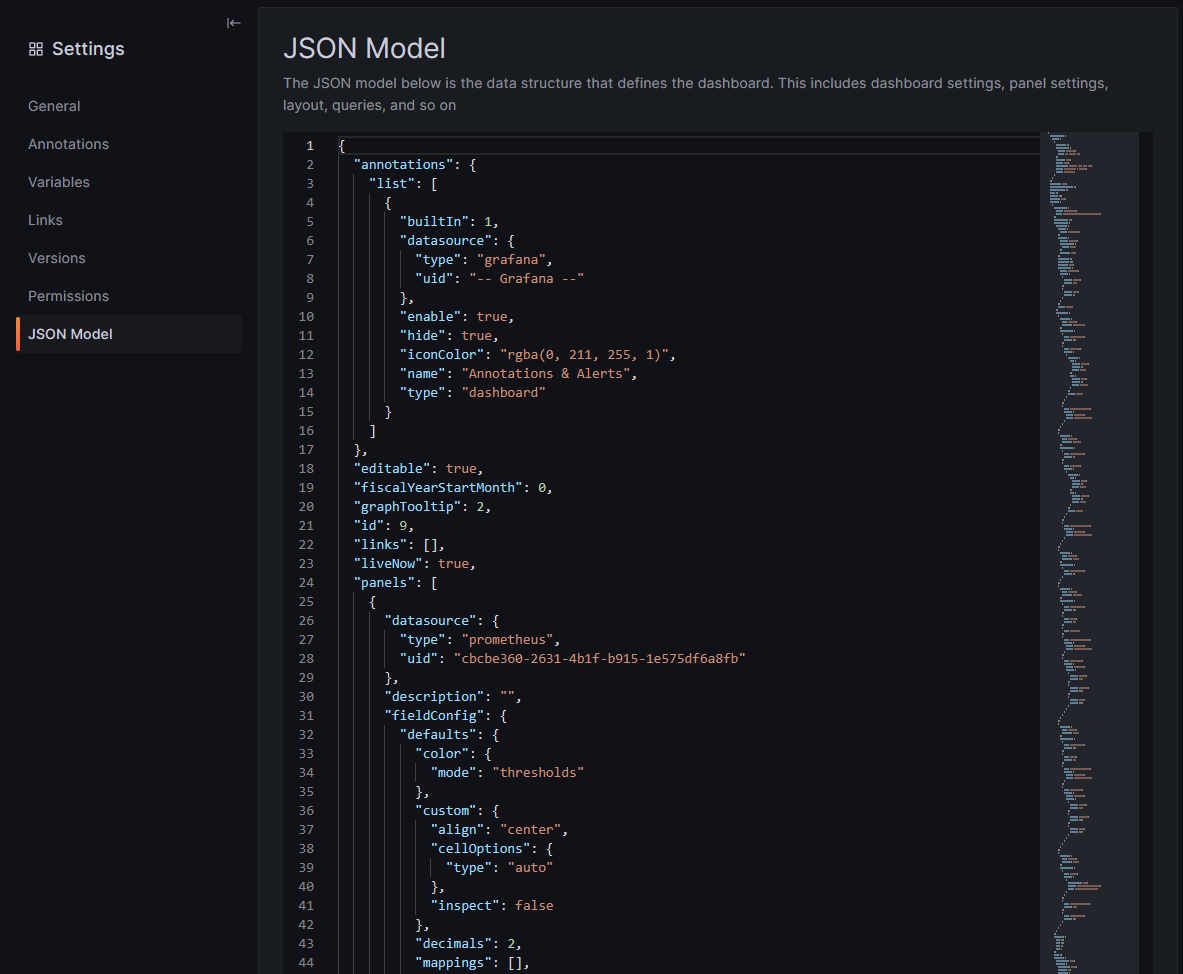 Settings
General
Annotations
Variables
Links
Versions
Permissions
JSON Model
JSON Model
The JSON model below is the data structure that defines the dashboard. This includes dashboard settings, panel settings,
layout, queries, and so on
1 {
2 "annotations": {
3 "list": [
4 {
5 "builtIn": 1,
6 "datasource": {
7 "type": "grafana",
8 "uid": "-- Grafana --"
9 },
10 "enable": true,
11 "hide": true,
12 "iconColor": "rgba(0, 211, 255, 1)",
13 "name": "Annotations & Alerts",
14 "type": "dashboard"
15 }
16 ]
17 },
18 "editable": true,
19 "fiscalYearStartMonth": 0,
20 "graphTooltip": 2,
21 "id": 9,
22 "links": [],
23 "liveNow": true,
24 "panels": [
25 {
26 "datasource": {
27 "type": "prometheus",
28 "uid": "cbcbe360-2631-4b1f-b915-1e575df6a8fb"
29 },
30 "description": "",
31 "fieldConfig": {
32 "defaults": {
33 "color": {
34 "mode": "thresholds"
35 },
36 "custom": {
37 "align": "center",
38 "cellOptions": {
39 "type": "auto"
40 },
41 "inspect": false
42 },
43 "decimals": 2,
44 "mappings": [],